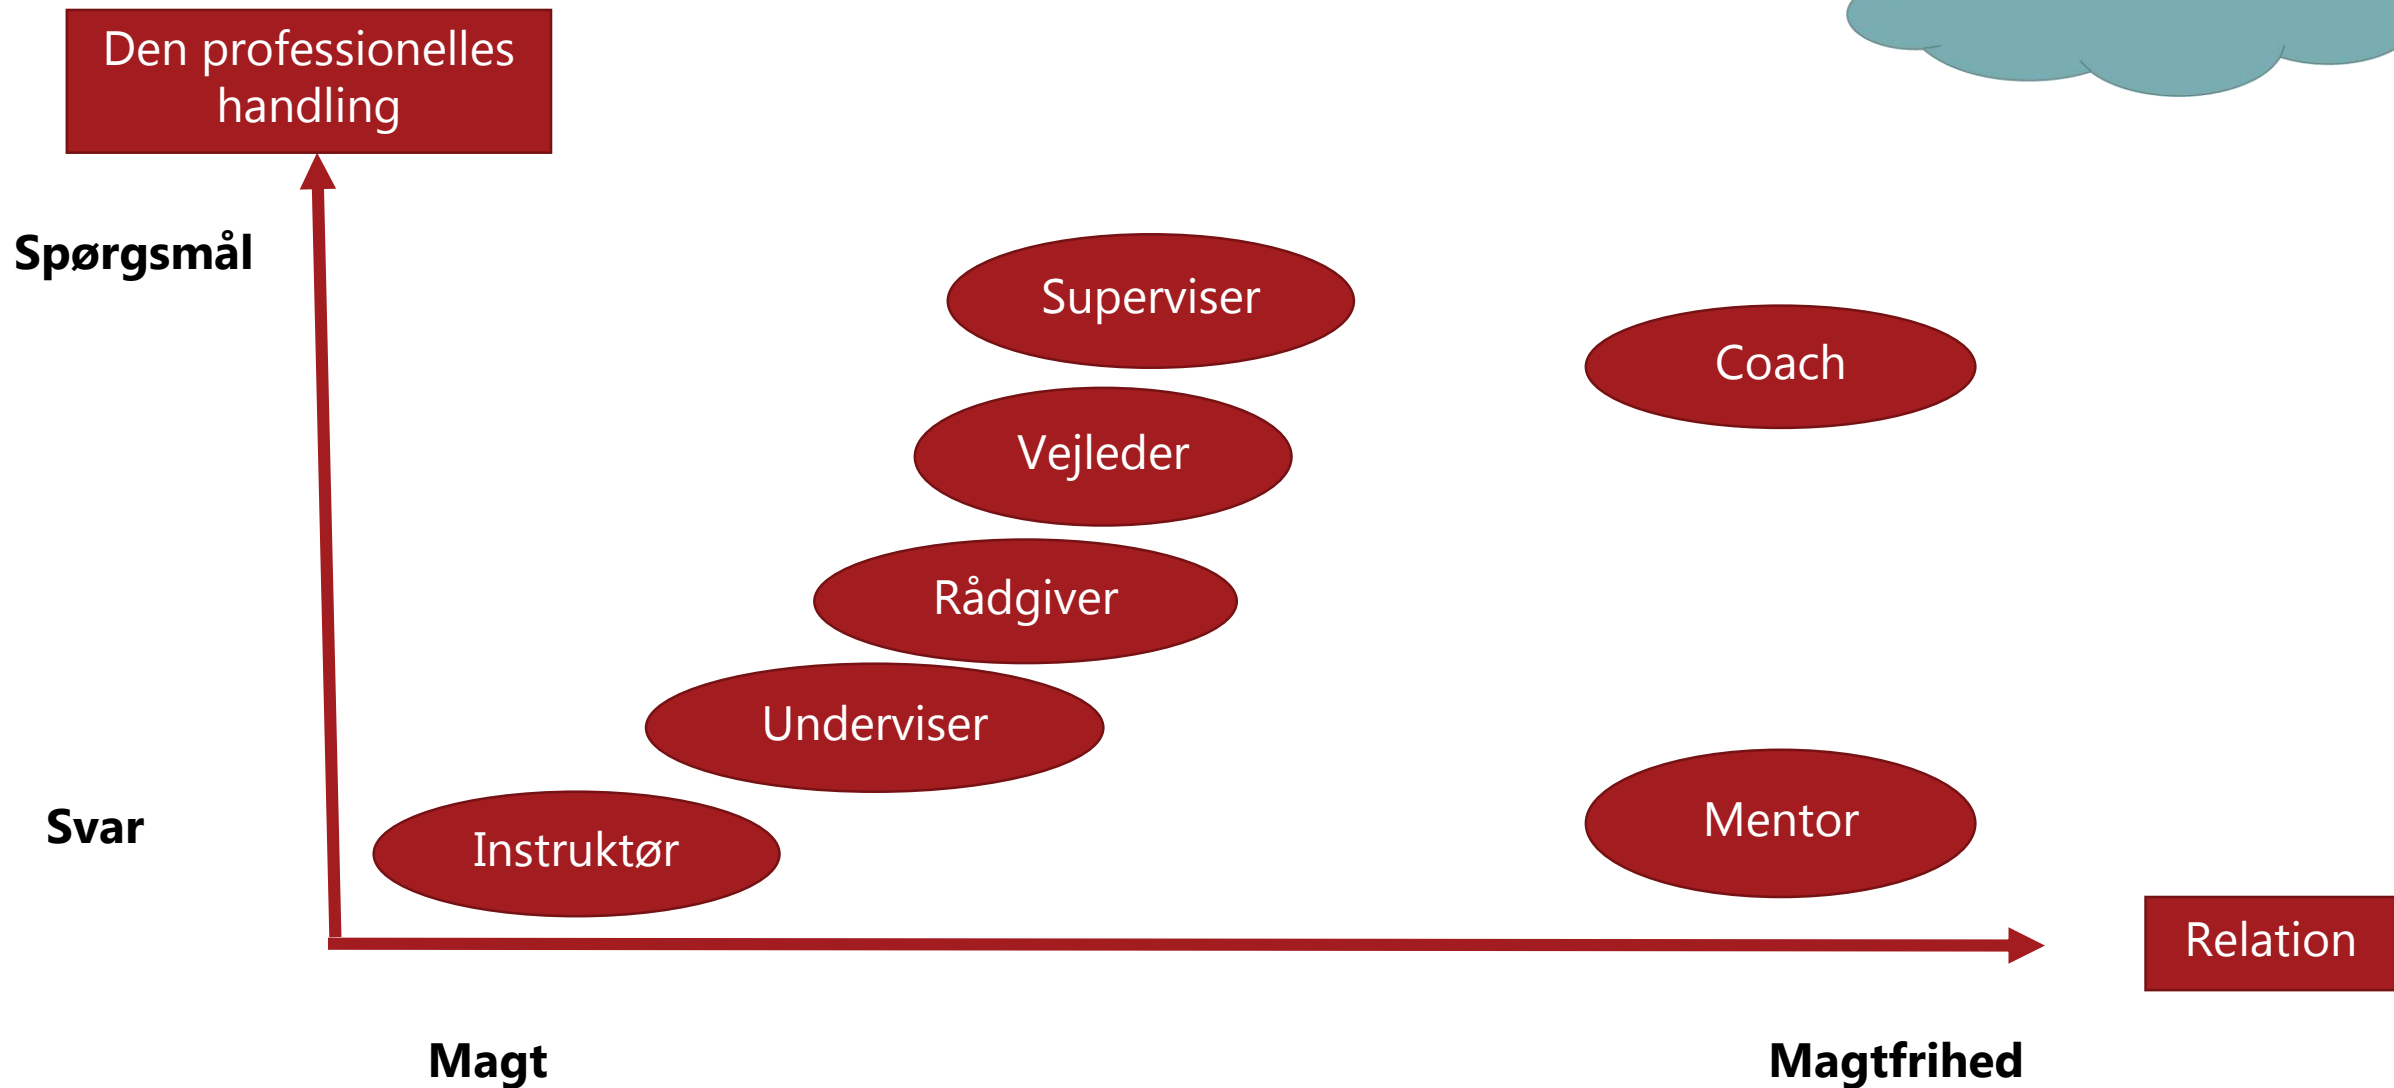 Den professionelles
handling
Spørgsmål
Superviser
Coach
Vejleder
Rådgiver
Underviser
Svar
Instruktør
Mentor
Relation
Magt
Magtfrihed